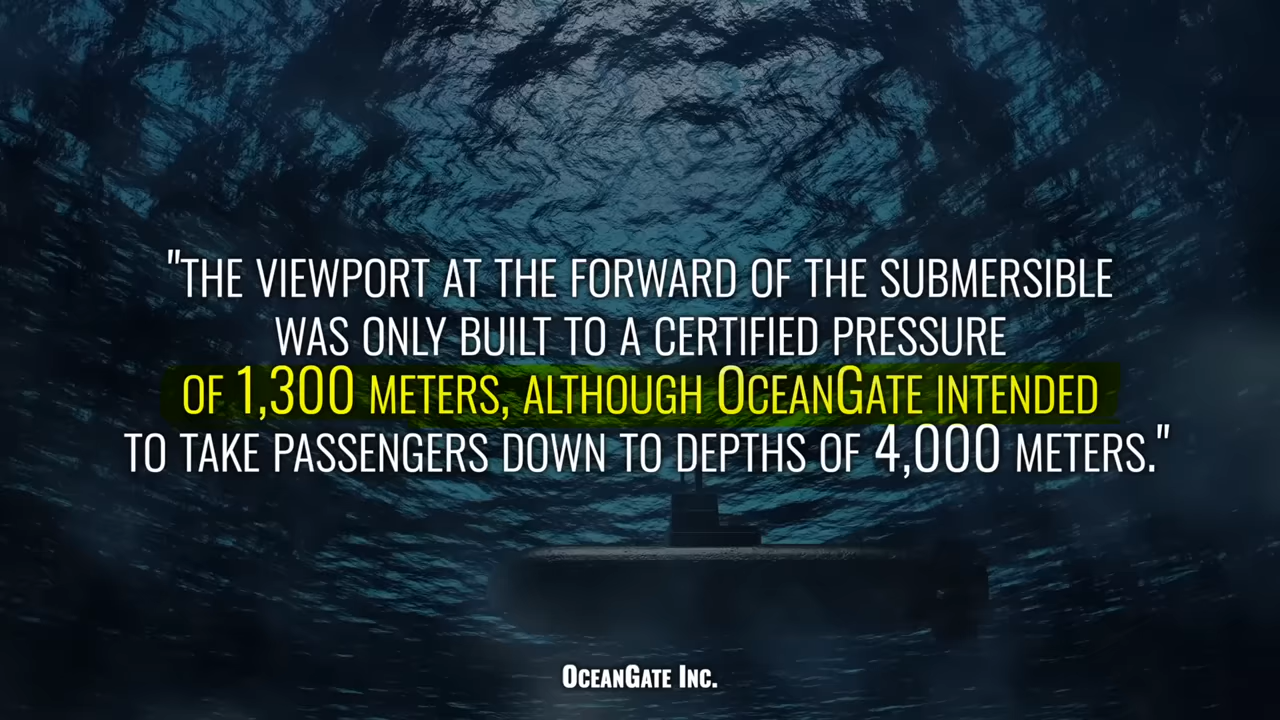 "THE VIEWPORT AT THE FORWARD OF THE SUBMERSIBLE
WAS ONLY BUILT TO A CERTIFIED PRESSURE
OF 1,300 METERS, ALTHOUGH OCEANGATE INTENDED
TO TAKE PASSENGERS DOWN TO DEPTHS OF 4,000 METERS."
OCEANGATE INC.